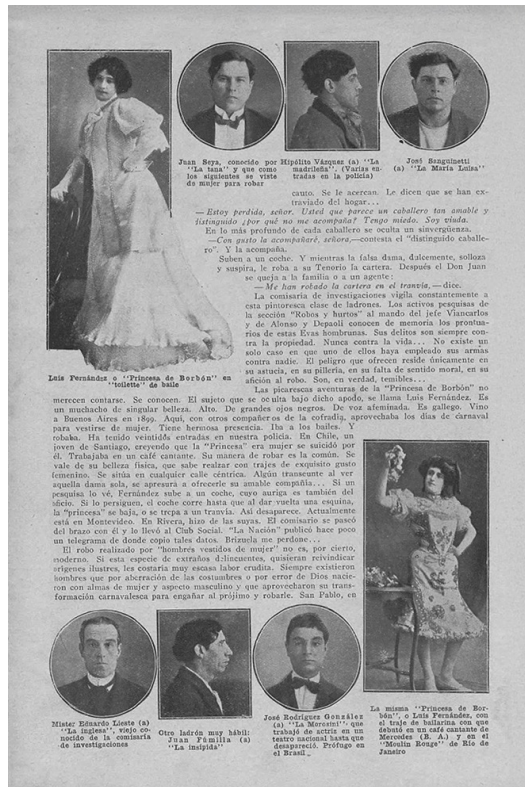 Juan Seya, conocido por
"La tana" y que como
los siguientes se viste
de mujer para robar
Hipólito Vázquez (a) "La
madrileña". (Varias en-
tradas en la policía)
José Sanguinetti
(a) "La María Luisa"
Luis Fernández o "Princesa de Borbón" en
"toilette" de baile
cauto. Se le acercan. Le dicen que se han ex-
traviado del hogar...
—Estoy perdida, señor. Usted que parece un caballero tan amable y
distinguido ¿por qué no me acompaña? Tengo miedo. Soy viuda.
En lo más profundo de cada caballero se oculta un sinvergüenza.
—Con gusto la acompañaré, señora,—contesta el "distinguido caballe-
ro". Y la acompaña.
Suben a un coche. Y mientras la falsa dama, dulcemente, solloza
y suspira, le roba a su Tenorio la cartera. Después el Don Juan
se queja a la familia o a un agente:
—Me han robado la cartera en el tranvía,—dice.
La comisaría de investigaciones vigila constantemente a
esta pintoresca clase de ladrones. Los activos pesquisas de
la sección "Robos y hurtos" al mando del jefe Viancarlos
y de Alonso y Depaoli conocen de memoria los prontua-
rios de estas Evas hombrunas. Sus delitos son siempre con-
tra la propiedad. Nunca contra la vida... No existe un
solo caso en que uno de ellos haya empleado sus armas
contra nadie. El peligro que ofrecen reside únicamente en
su astucia, en su pillería, en su falta de sentido moral, en su
afición al robo. Son, en verdad, temibles...
Las picarescas aventuras de la "Princesa de Borbón" no
merecen contarse. Se conocen. El sujeto que se oculta bajo dicho apodo, se llama Luis Fernández. Es
un muchacho de singular belleza. Alto. De grandes ojos negros. De voz afeminada. Es gallego. Vino
a Buenos Aires en 1899. Aquí, con otros compañeros de la cofradía, aprovechaba los días de carnaval
para vestirse de mujer. Tiene hermosa presencia. Iba a los bailes. Y
robaba. Ha tenido veintidós entradas en nuestra policía. En Chile, un
joven de Santiago, creyendo que la "Princesa" era mujer se suicidó por
él. Trabajaba en un café cantante. Su manera de robar es la común. Se
vale de su belleza física, que sabe realzar con trajes de exquisito gusto
femenino. Se sitúa en cualquier calle céntrica. Algún transeunte al ver
aquella dama sola, se apresura a ofrecerle su amable compañía... Si un
pesquisa lo vé, Fernández sube a un coche, cuyo auriga es también del
oficio. Si lo persiguen, el coche corre hasta que al dar vuelta una esquina,
la "princesa" se baja, o se trepa a un tranvía. Así desaparece. Actualmente
está en Montevideo. En Rivera, hizo de las suyas. El comisario se paseó
del brazo con él y lo llevó al Club Social. "La Nación" publicó hace poco
un telegrama de donde copio tales datos. Brizuela me perdone...
El robo realizado por "hombres vestidos de mujer" no es, por cierto,
moderno. Si esta especie de extraños delincuentes, quisieran reivindicar
orígenes ilustres, les costaría muy escasa labor erudita. Siempre existieron
hombres que por aberración de las costumbres o por error de Dios nacie-
ron con almas de mujer y aspecto masculino y que aprovecharon su trans-
formación carnavalesca para engañar al prójimo y robarle. San Pablo, en
Mister Eduardo Lieste (a)
"La inglesa", viejo co-
nocido de la comisaría
de investigaciones
Otro ladrón muy hábil:
Juan Fúmilla (a)
"La insípida"
José Rodríguez González
(a) "La Morosini", que
trabajó de actriz en un
teatro nacional hasta que
desapareció. Prófugo en
el Brasil
La misma "Princesa de Bor-
bón", o Luis Fernández, con
el traje de bailarina con que
debutó en un café cantante de
Mercedes (B. A.) y en el
"Moulin Rouge" de Río de
Janeiro